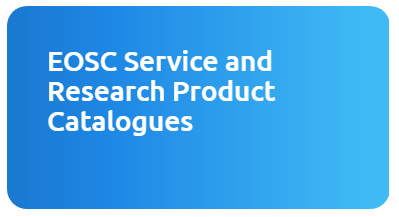 EOSC Service and
Research Product
Catalogues